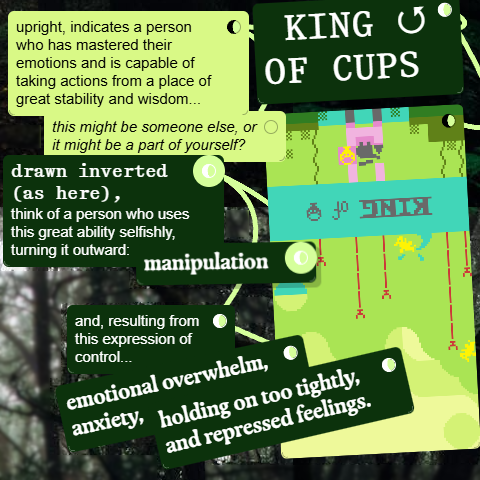 KING
OF CUPS
upright, indicates a person
who has mastered their
emotions and is capable of
taking actions from a place of
great stability and wisdom...
this might be someone else, or
it might be a part of yourself?
drawn inverted
(as here),
think of a person who uses
this great ability selfishly,
turning it outward:
manipulation
KING of
and, resulting from
this expression of
control...
emotional overwhelm,
anxiety,
holding on too tightly,
and repressed feelings.